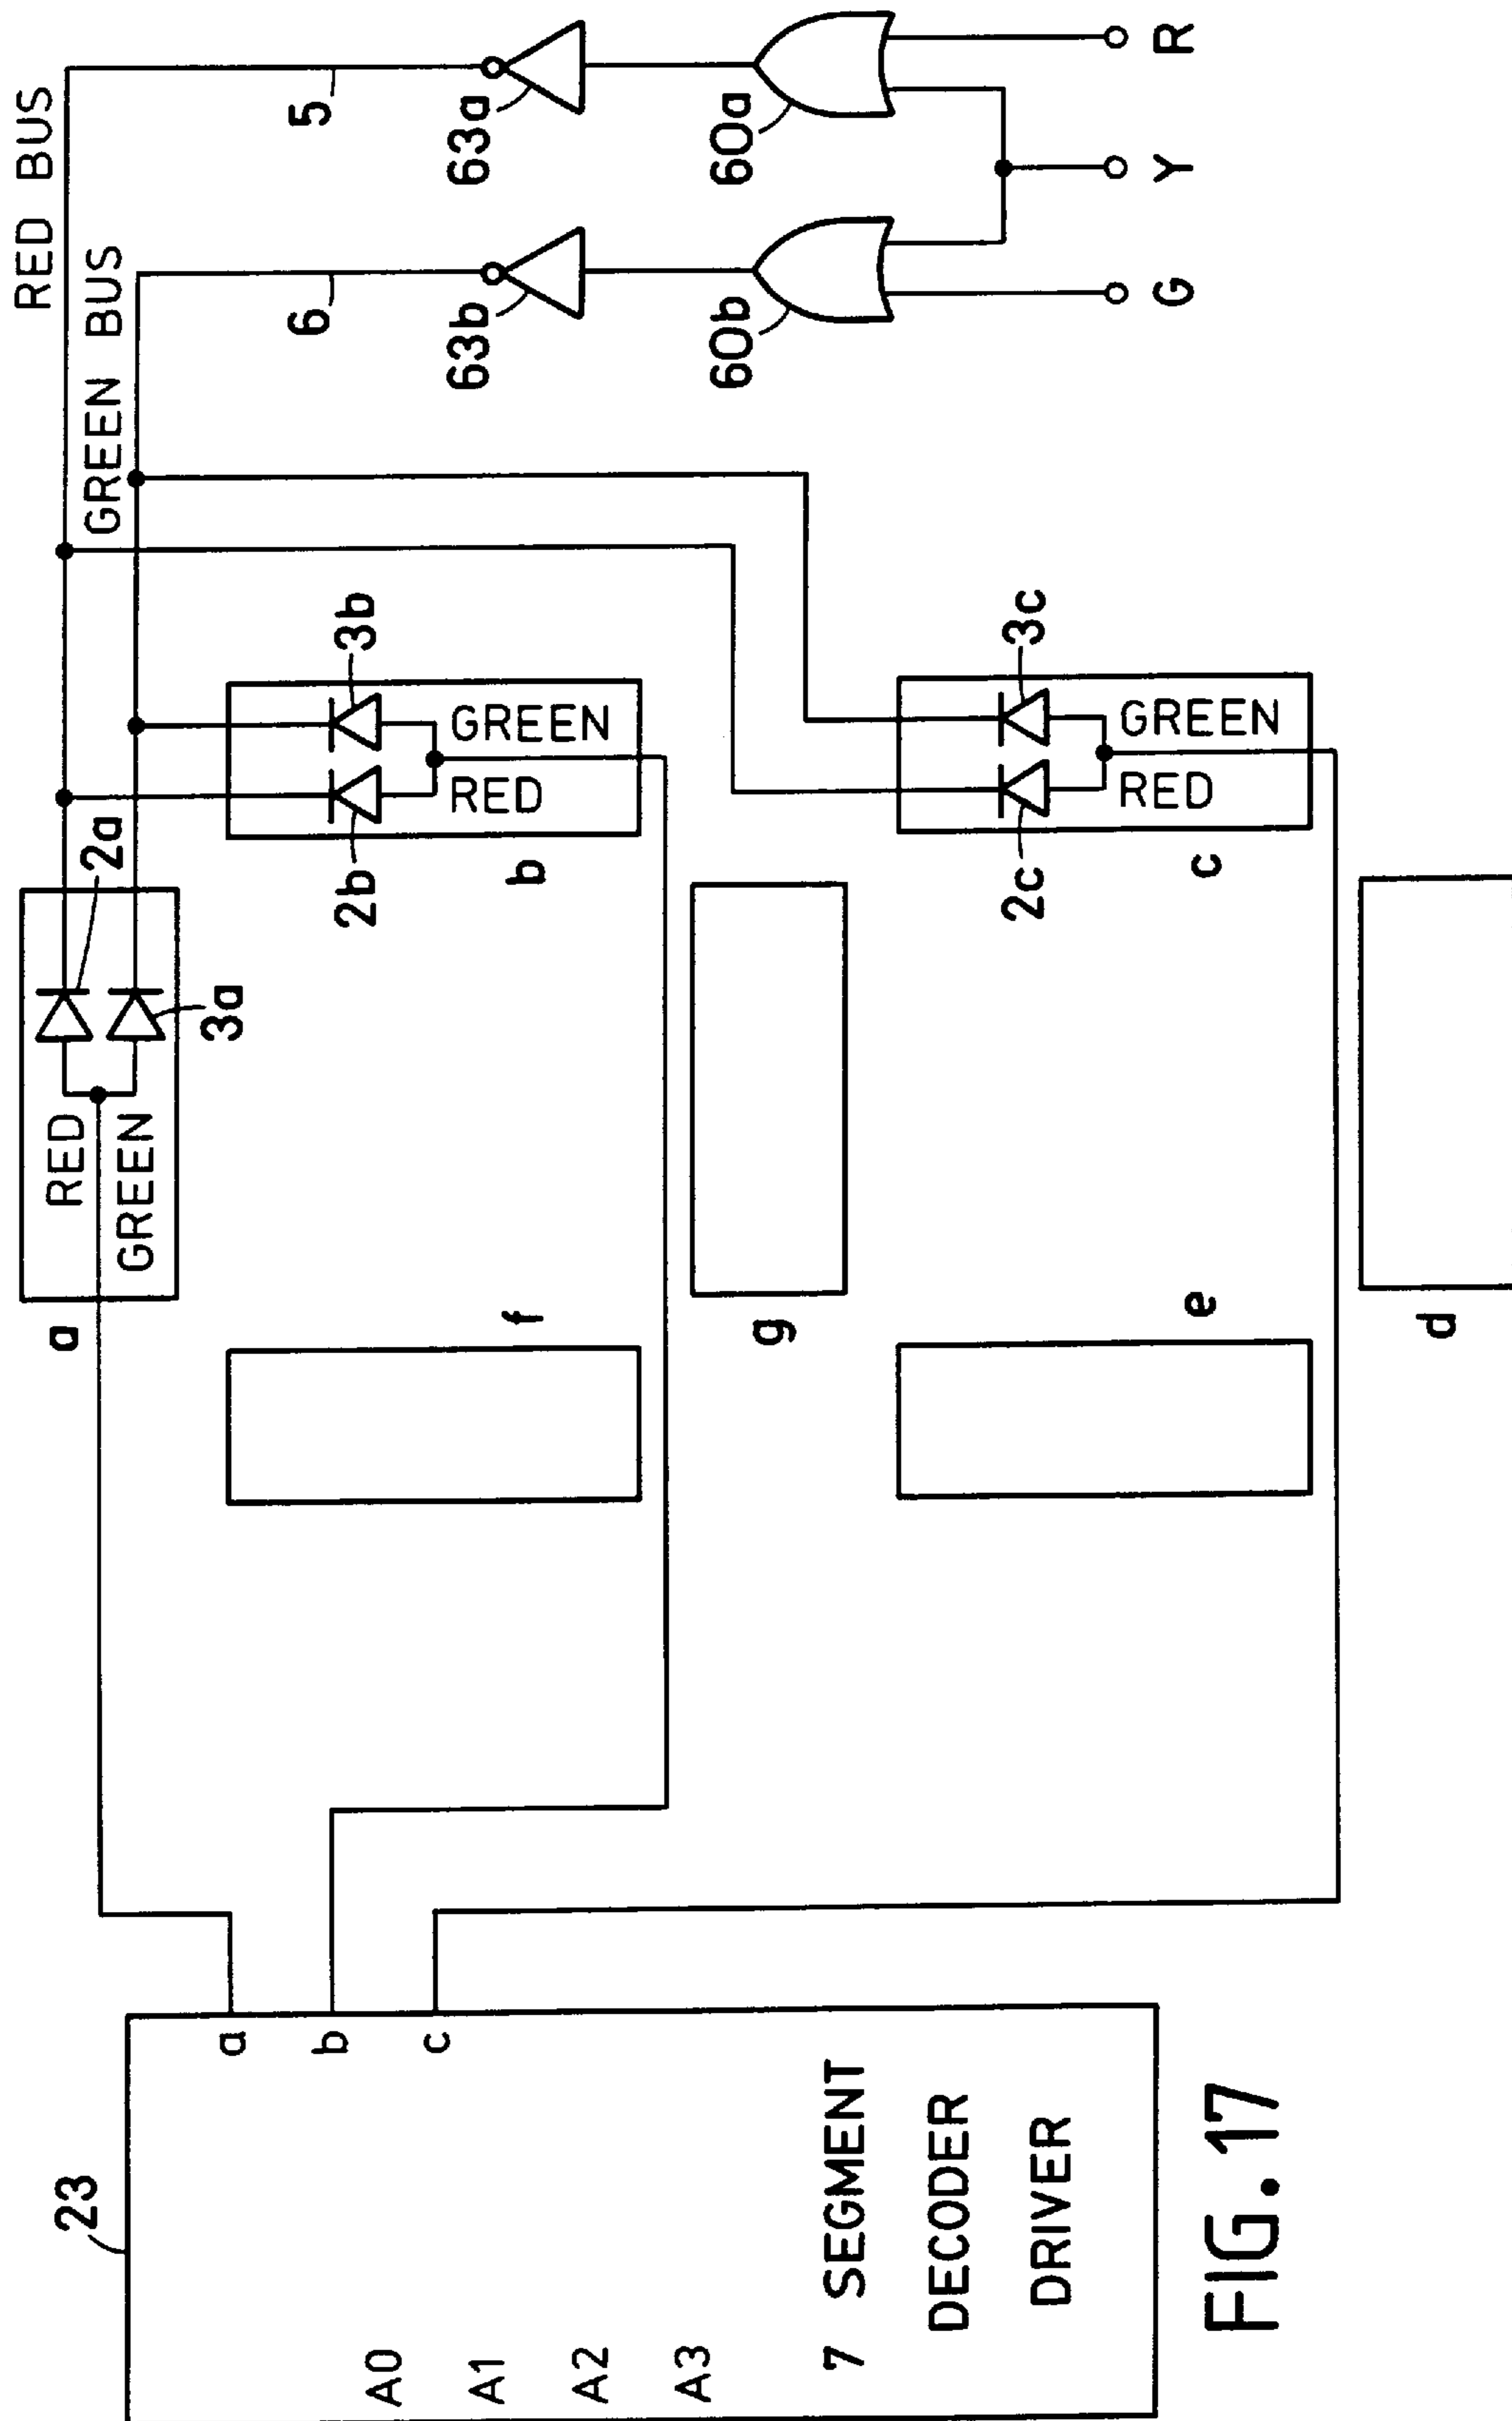 23
A0
A1
A2
A3
7 SEGMENT
DECODER
DRIVER
a
b
c
a
RED
GREEN
2a
3a
f
g
e
d
b
2b
3b
RED
GREEN
c
2c
3c
RED
GREEN
RED BUS
GREEN BUS
5
6
63a
63b
60a
60b
G
Y
R
FIG. 17